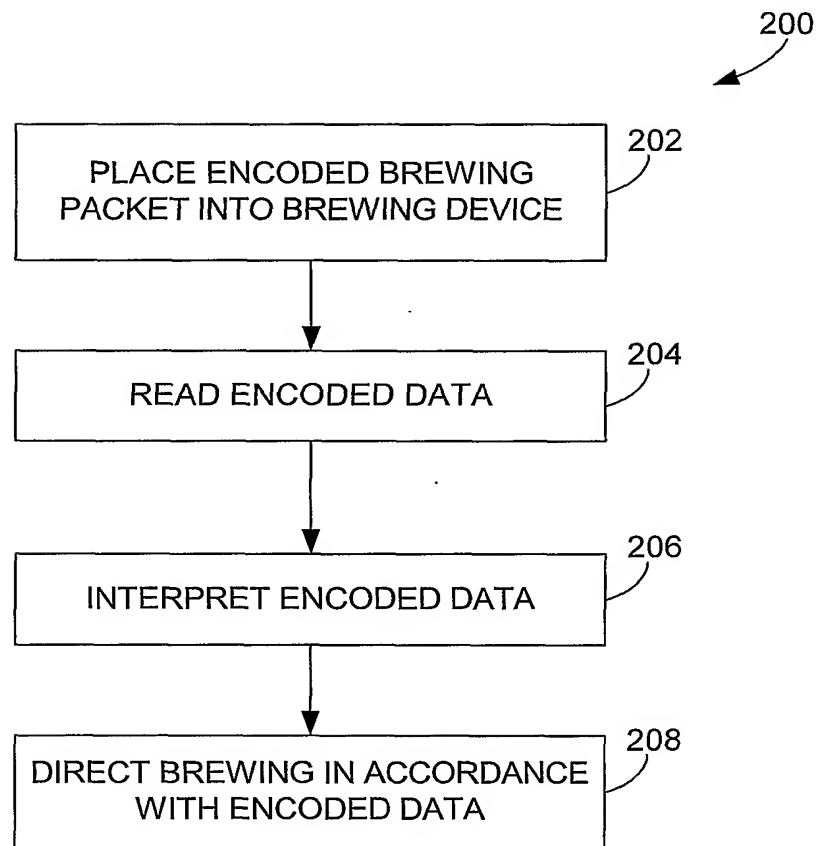 200
202
PLACE ENCODED BREWING
PACKET INTO BREWING DEVICE
204
READ ENCODED DATA
206
INTERPRET ENCODED DATA
208
DIRECT BREWING IN ACCORDANCE
WITH ENCODED DATA